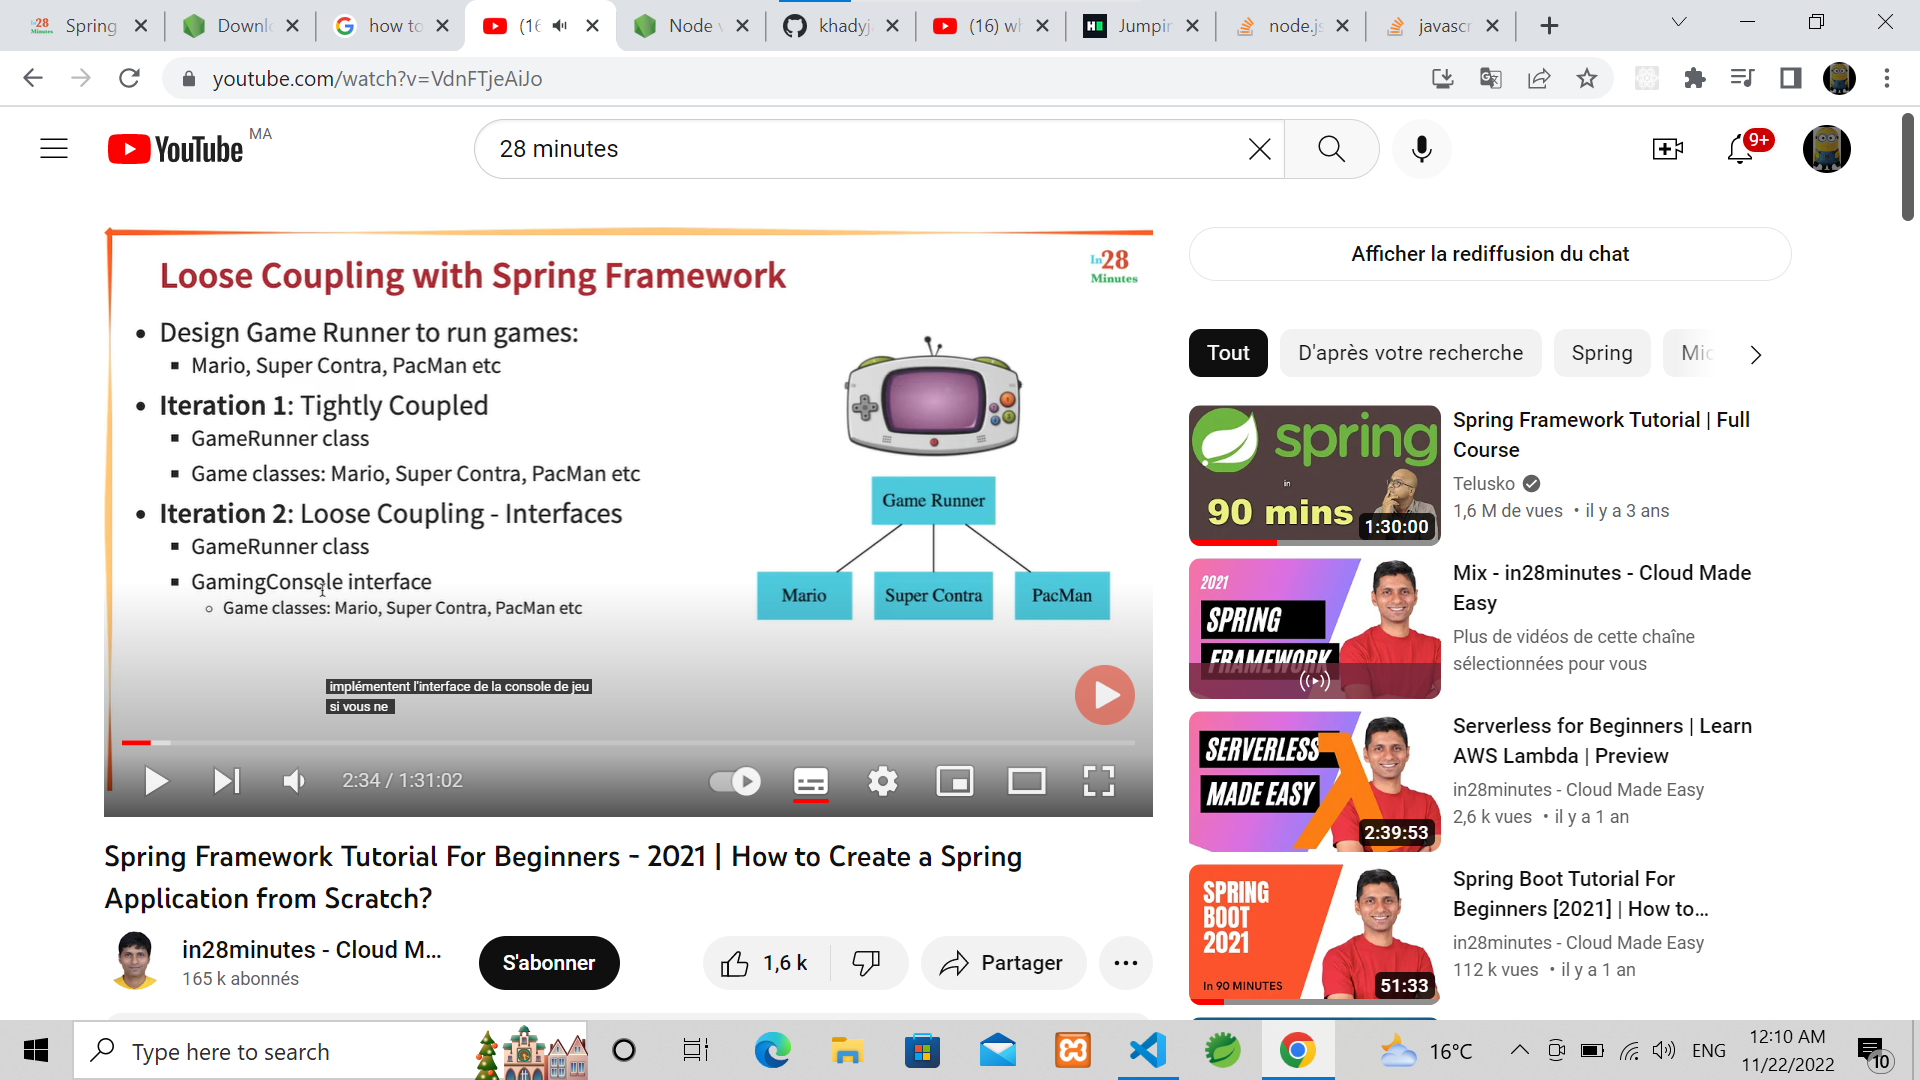 Spring
Downl
how to
(16
Node v
khadyj
(16) wh
Jumpin
node.js
javascr
youtube.com/watch?v=VdnFTjeAiJo
YouTube MA
28 minutes
9+
Loose Coupling with Spring Framework
In28
Minutes
Design Game Runner to run games:
Mario, Super Contra, PacMan etc
Iteration 1: Tightly Coupled
GameRunner class
Game classes: Mario, Super Contra, PacMan etc
Iteration 2: Loose Coupling - Interfaces
GameRunner class
GamingConsole interface
Game classes: Mario, Super Contra, PacMan etc
Game Runner
Mario
Super Contra
PacMan
implémentent l'interface de la console de jeu
si vous ne
2:34 / 1:31:02
Spring Framework Tutorial For Beginners - 2021 | How to Create a Spring
Application from Scratch?
in28minutes - Cloud M...
165 k abonnés
S'abonner
1,6 k
Partager
Afficher la rediffusion du chat
Tout
D'après votre recherche
Spring
Mic
spring
in
90 mins
1:30:00
Spring Framework Tutorial | Full
Course
Telusko
1,6 M de vues • il y a 3 ans
2021
SPRING
FRAMEWORK
Mix - in28minutes - Cloud Made
Easy
Plus de vidéos de cette chaîne
sélectionnées pour vous
SERVERLESS
MADE EASY
2:39:53
Serverless for Beginners | Learn
AWS Lambda | Preview
in28minutes - Cloud Made Easy
2,6 k vues • il y a 1 an
SPRING
BOOT
2021
In 90 MINUTES
51:33
Spring Boot Tutorial For
Beginners [2021] | How to...
in28minutes - Cloud Made Easy
112 k vues • il y a 1 an
Type here to search
16°C
ENG
12:10 AM
11/22/2022
10